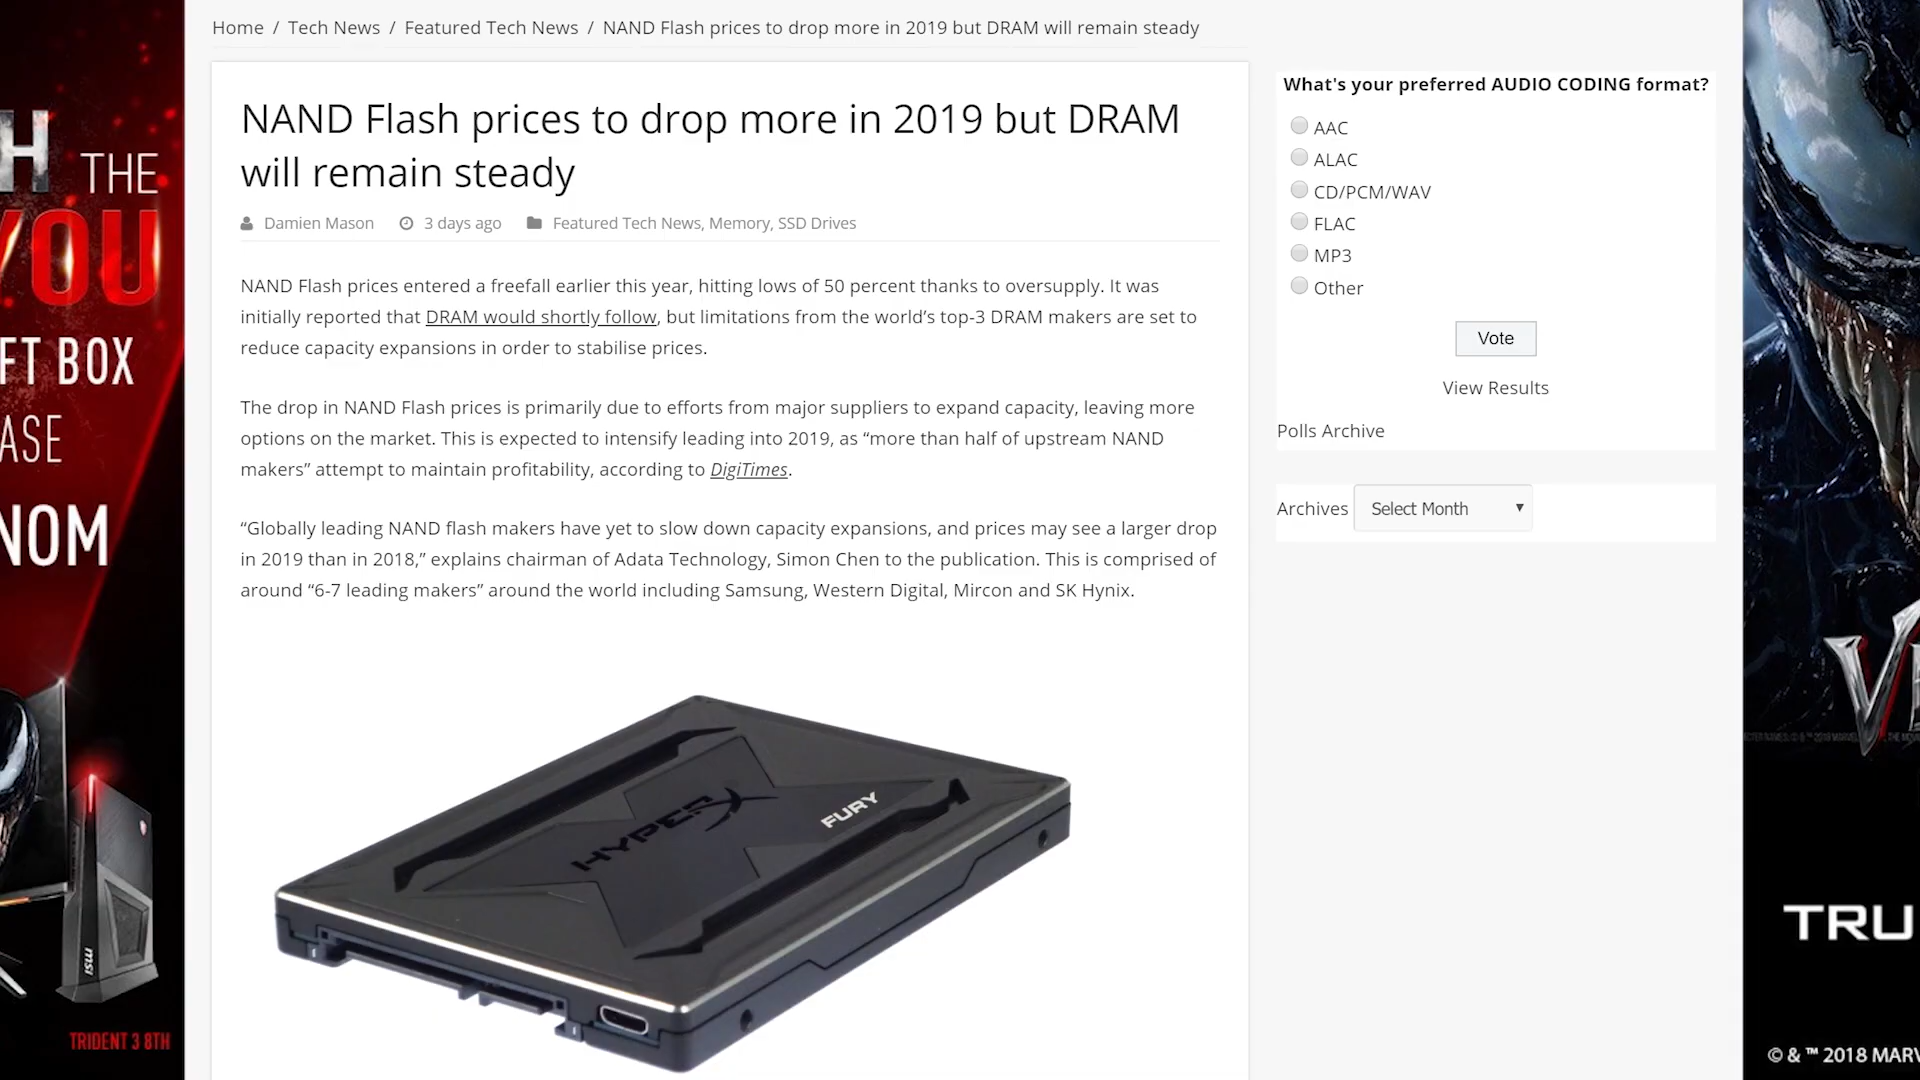 Home / Tech News / Featured Tech News / NAND Flash prices to drop more in 2019 but DRAM will remain steady
NAND Flash prices to drop more in 2019 but DRAM
will remain steady
Damien Mason 3 days ago Featured Tech News, Memory, SSD Drives
NAND Flash prices entered a freefall earlier this year, hitting lows of 50 percent thanks to oversupply. It was
initially reported that DRAM would shortly follow, but limitations from the world’s top-3 DRAM makers are set to
reduce capacity expansions in order to stabilise prices.
The drop in NAND Flash prices is primarily due to efforts from major suppliers to expand capacity, leaving more
options on the market. This is expected to intensify leading into 2019, as “more than half of upstream NAND
makers” attempt to maintain profitability, according to DigiTimes.
“Globally leading NAND flash makers have yet to slow down capacity expansions, and prices may see a larger drop
in 2019 than in 2018,” explains chairman of Adata Technology, Simon Chen to the publication. This is comprised of
around “6-7 leading makers” around the world including Samsung, Western Digital, Mircon and SK Hynix.
HYPERX
FURY
What's your preferred AUDIO CODING format?
AAC
ALAC
CD/PCM/WAV
FLAC
MP3
Other
Vote
View Results
Polls Archive
Archives Select Month
H THE
YOU
FT BOX
ASE
NOM
msi
TRIDENT 3 8TH
VE
TRU
© & ™ 2018 MARV